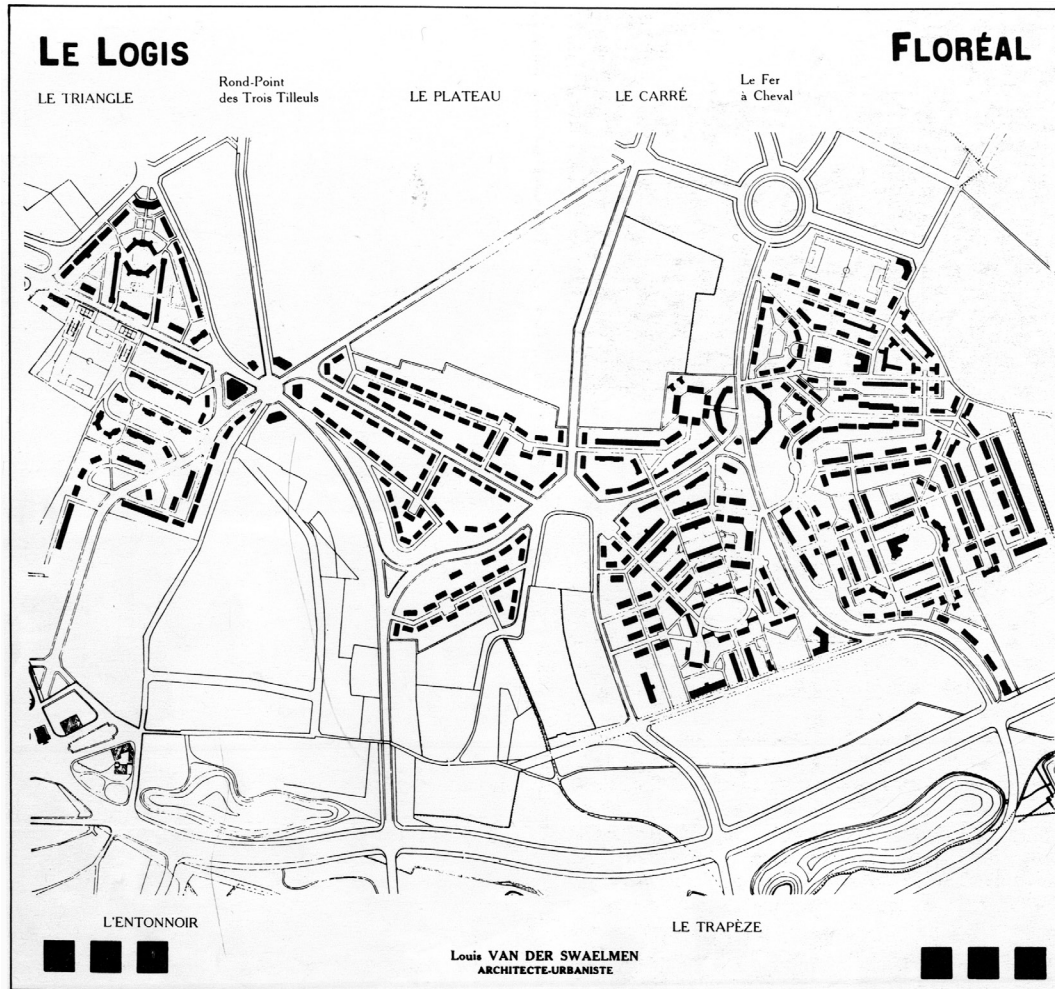 LE LOGIS
FLORÉAL
LE TRIANGLE
Rond-Point
des Trois Tilleuls
LE PLATEAU
LE CARRÉ
Le Fer
à Cheval
L'ENTONNOIR
LE TRAPÈZE
Louis VAN DER SWAELMEN
ARCHITECTE-URBANISTE